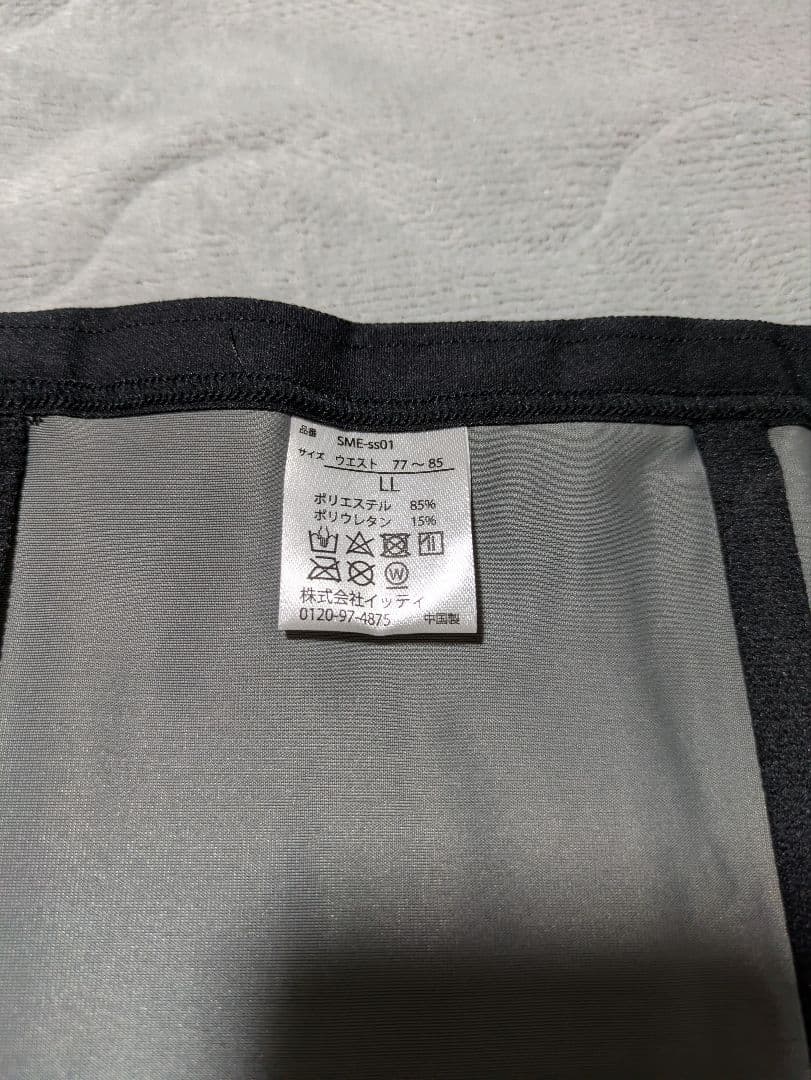 品番 SME-ss01
サイズ ウエスト 77～85
LL
ポリエステル 85%
ポリウレタン 15%
W
株式会社イッティ
0120-97-4875 中国製